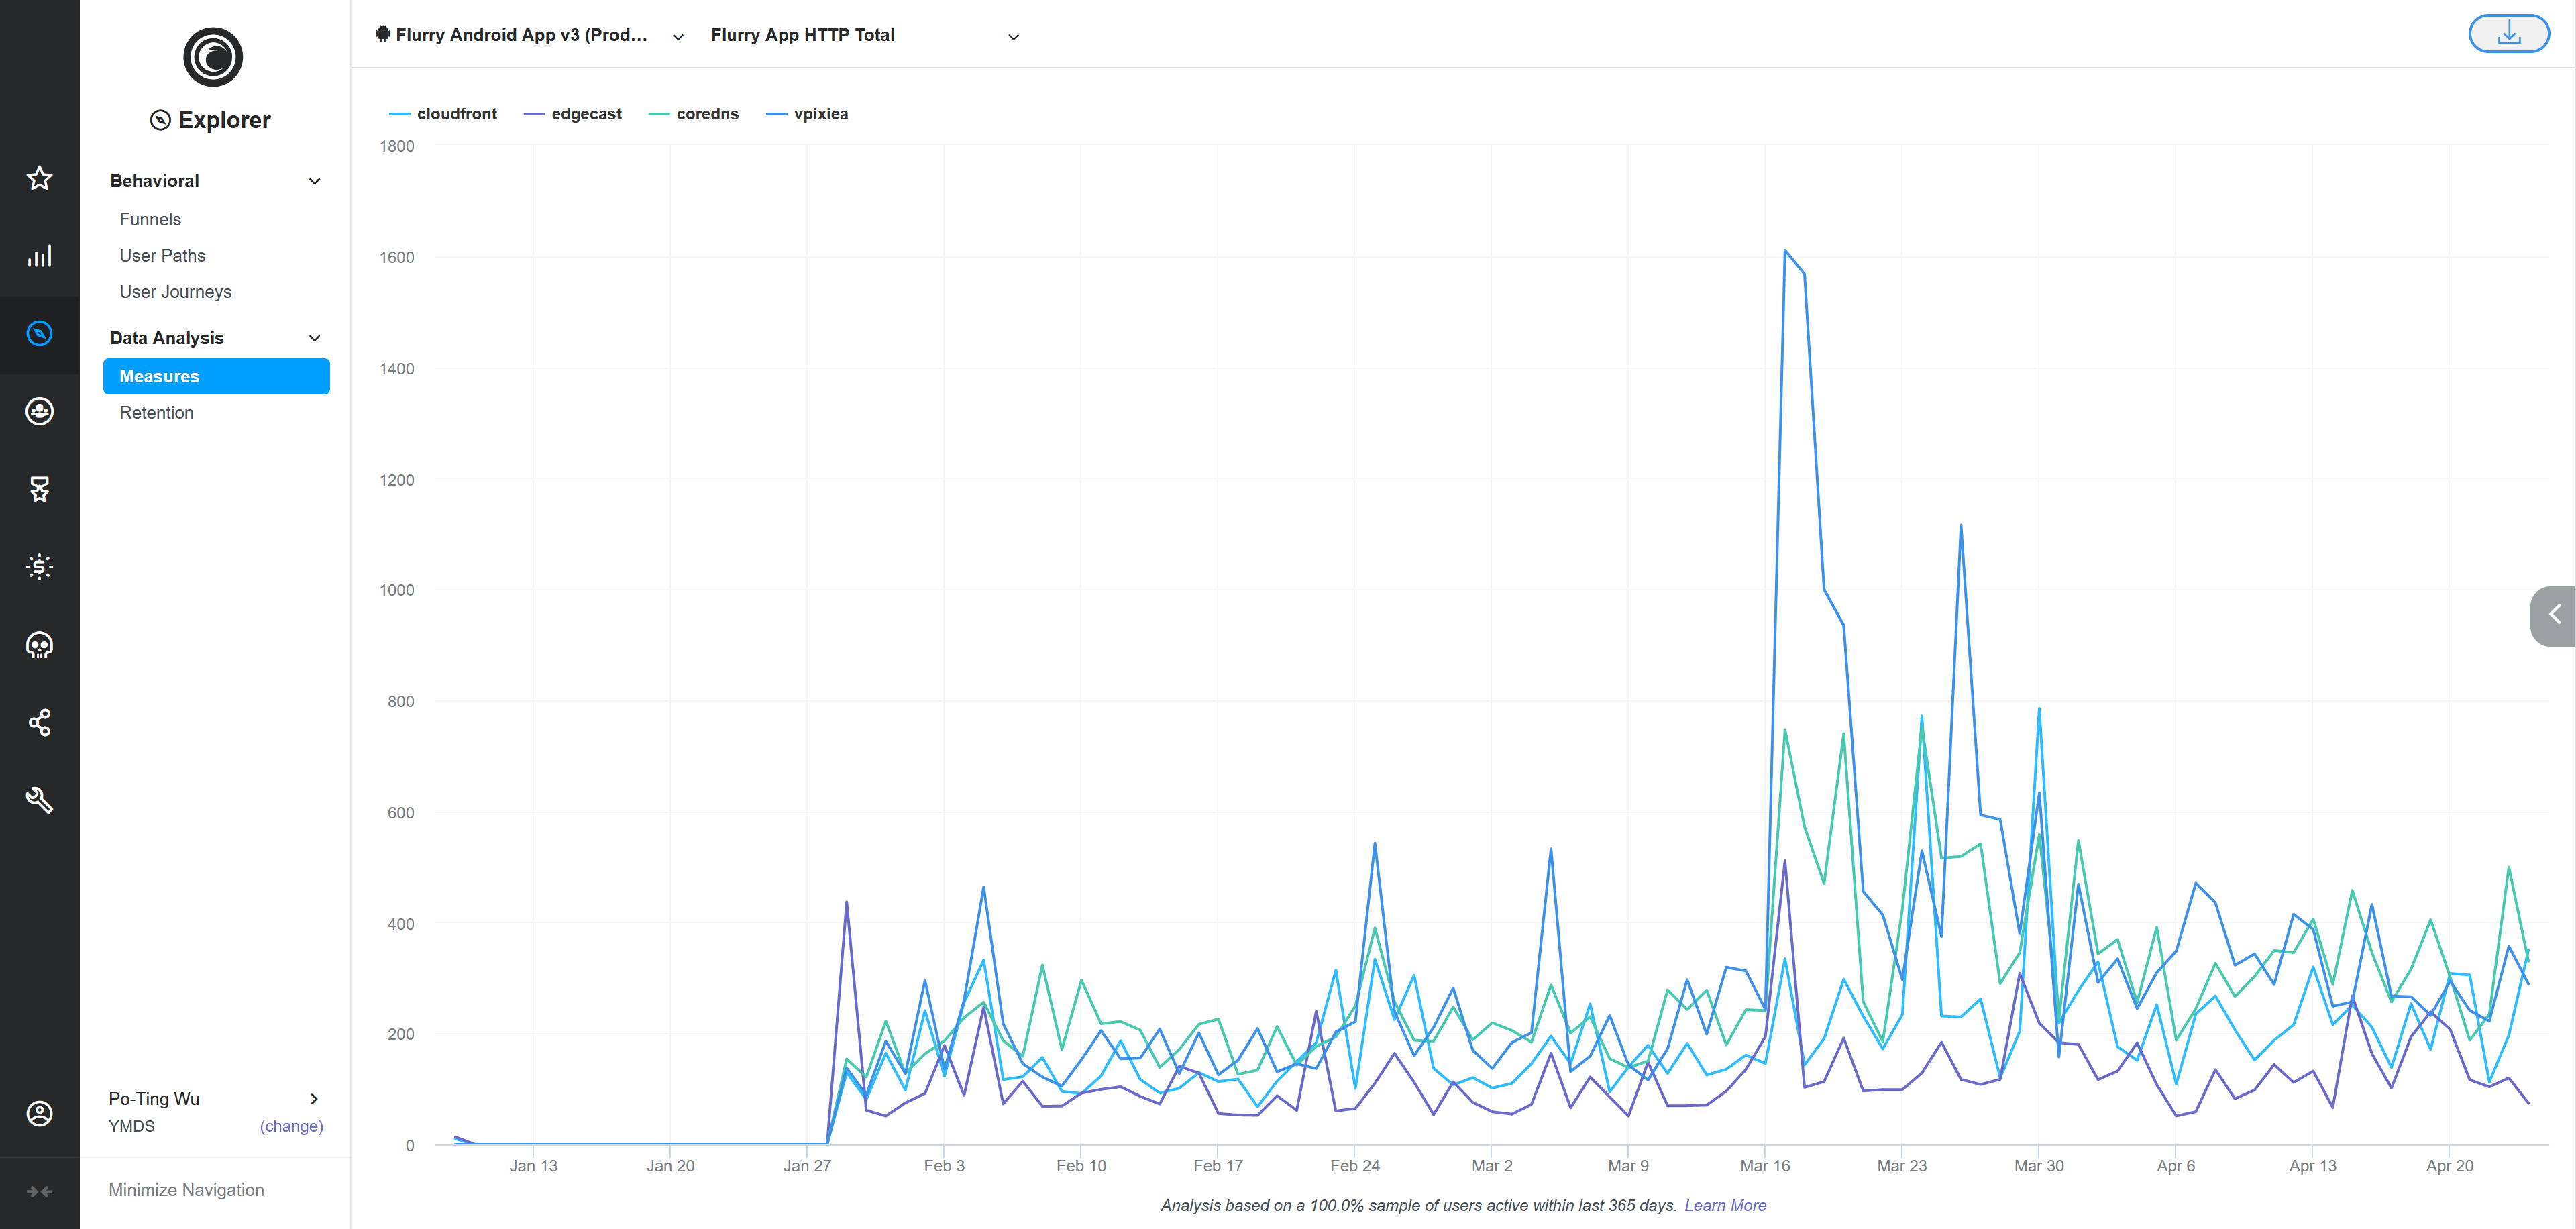 Flurry Android App v3 (Prod...
Flurry App HTTP Total
Explorer
Behavioral
Funnels
User Paths
User Journeys
Data Analysis
Measures
Retention
Po-Ting Wu
YMDS (change)
Minimize Navigation
cloudfront edgecast coredns vpixiea
1800
1600
1400
1200
1000
800
600
400
200
0
Jan 13 Jan 20 Jan 27 Feb 3 Feb 10 Feb 17 Feb 24 Mar 2 Mar 9 Mar 16 Mar 23 Mar 30 Apr 6 Apr 13 Apr 20
Analysis based on a 100.0% sample of users active within last 365 days. Learn More